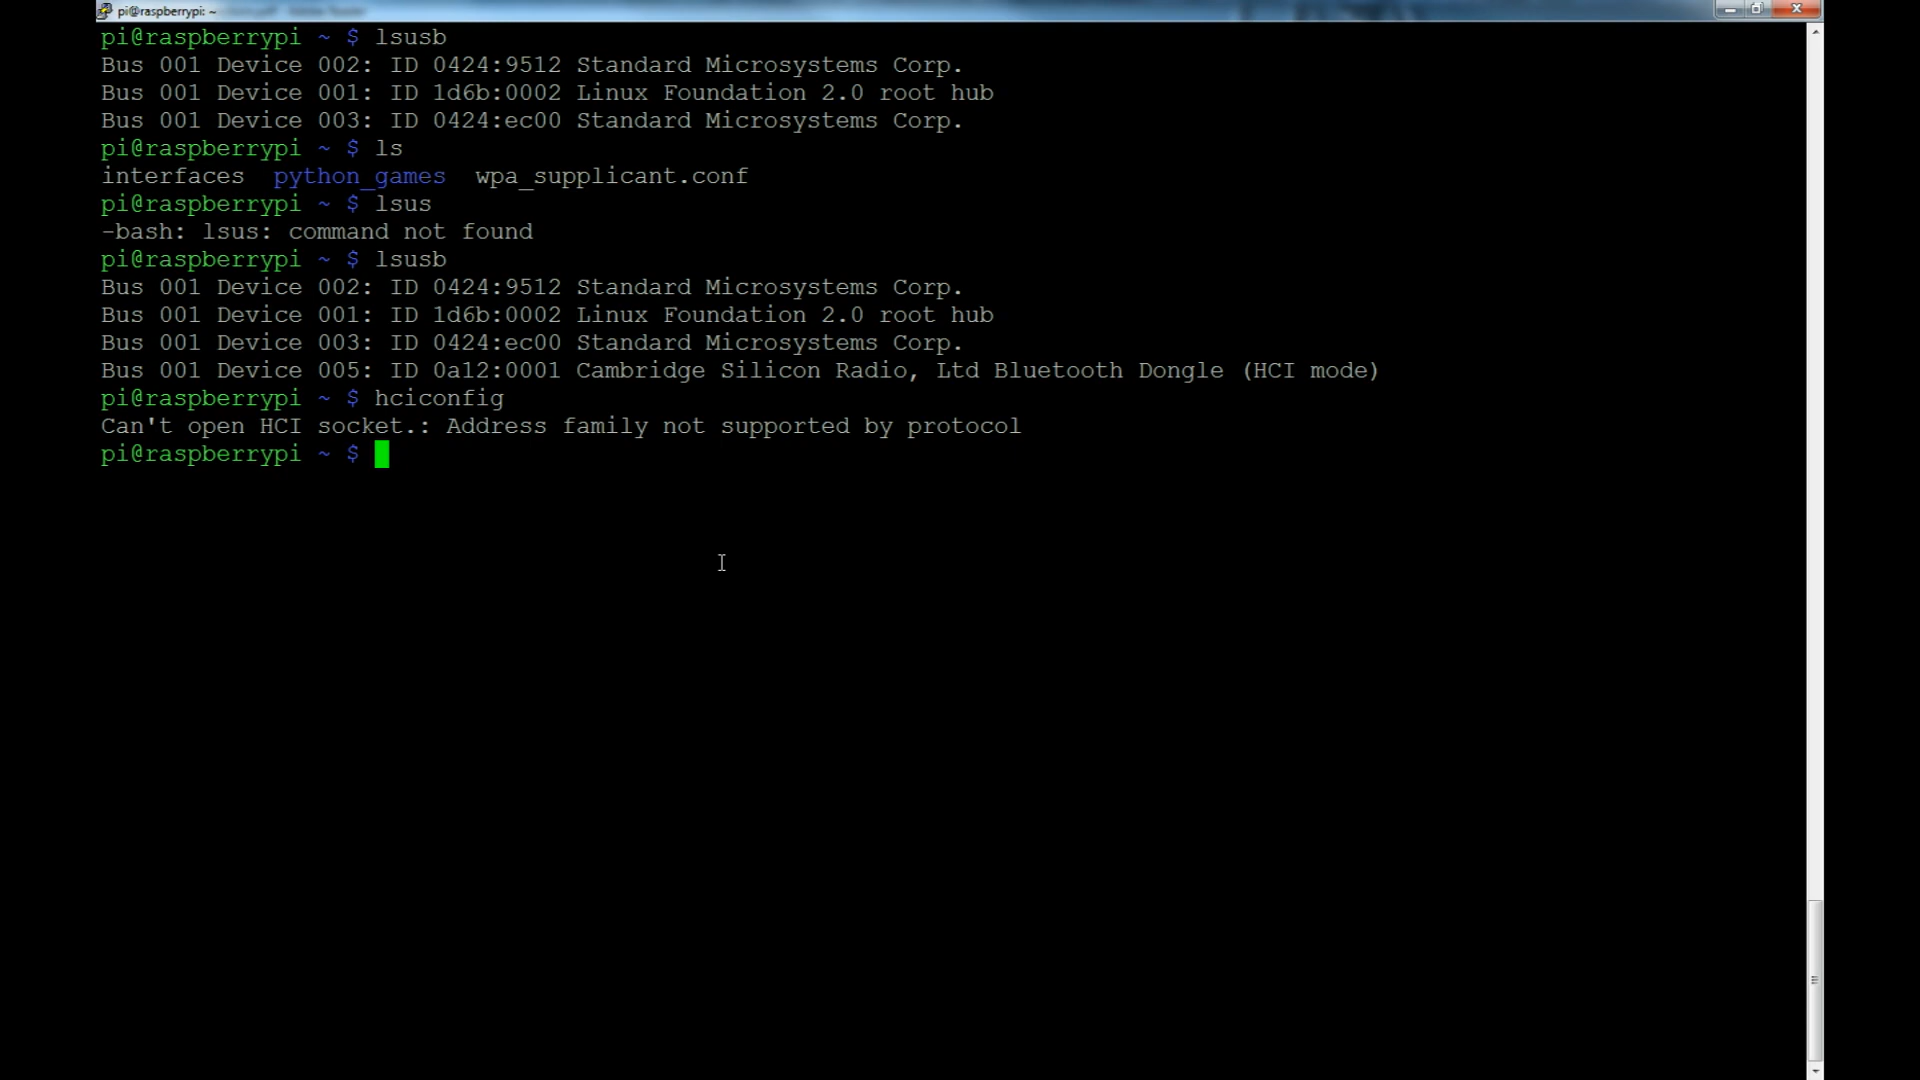 pi@raspberrypi: ~
pi@raspberrypi ~ $ lsusb
Bus 001 Device 002: ID 0424:9512 Standard Microsystems Corp.
Bus 001 Device 001: ID 1d6b:0002 Linux Foundation 2.0 root hub
Bus 001 Device 003: ID 0424:ec00 Standard Microsystems Corp.
pi@raspberrypi ~ $ ls
interfaces  python_games  wpa_supplicant.conf
pi@raspberrypi ~ $ lsus
-bash: lsus: command not found
pi@raspberrypi ~ $ lsusb
Bus 001 Device 002: ID 0424:9512 Standard Microsystems Corp.
Bus 001 Device 001: ID 1d6b:0002 Linux Foundation 2.0 root hub
Bus 001 Device 003: ID 0424:ec00 Standard Microsystems Corp.
Bus 001 Device 005: ID 0a12:0001 Cambridge Silicon Radio, Ltd Bluetooth Dongle (HCI mode)
pi@raspberrypi ~ $ hciconfig
Can't open HCI socket.: Address family not supported by protocol
pi@raspberrypi ~ $